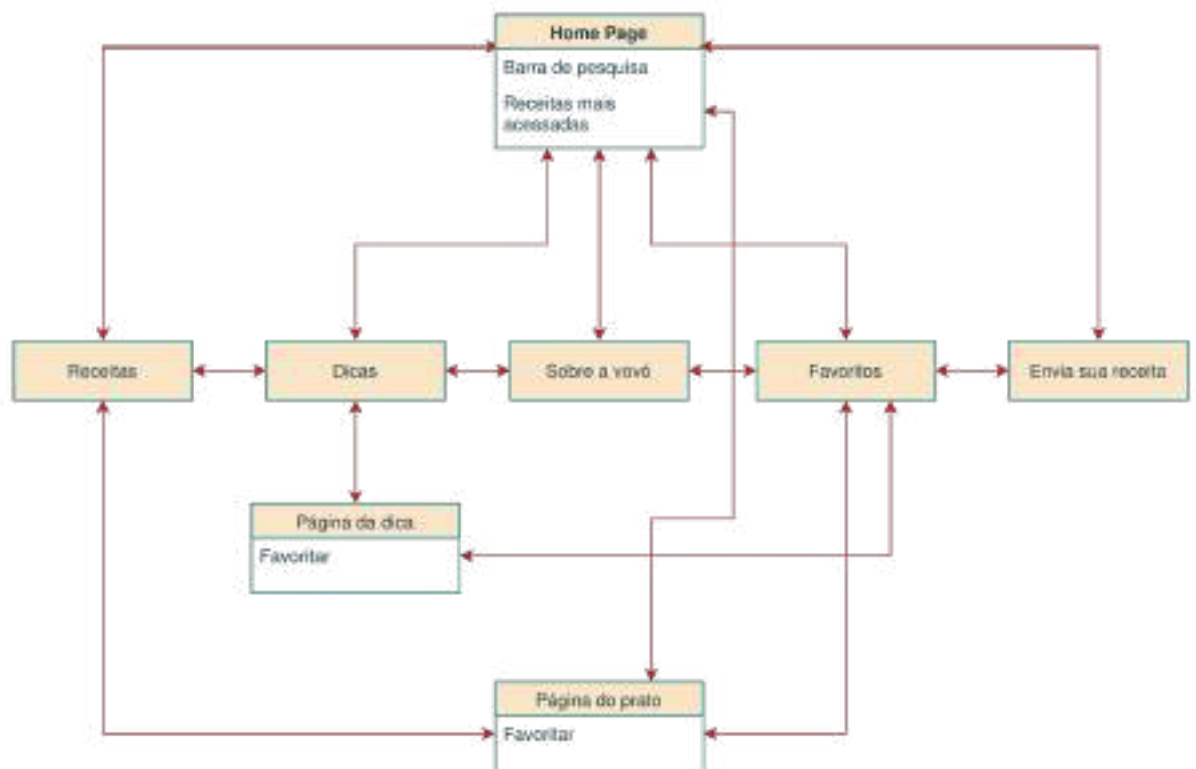 Home Page
Barra de pesquisa
Receitas mais
acessadas
Receitas
Dicas
Sobre a vovó
Favoritos
Envia sua receita
Página da dica
Favoritar
Página do prato
Favoritar